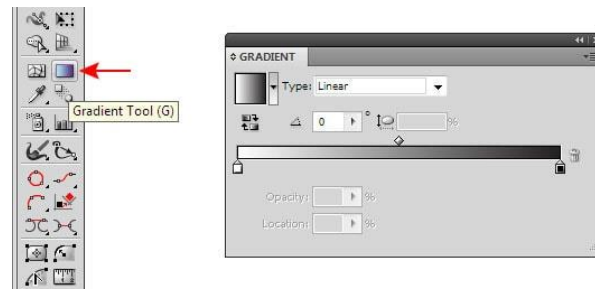 Gradient Tool (G)
GRADIENT
Type: Linear
0 ° %
Opacity: %
Location: %